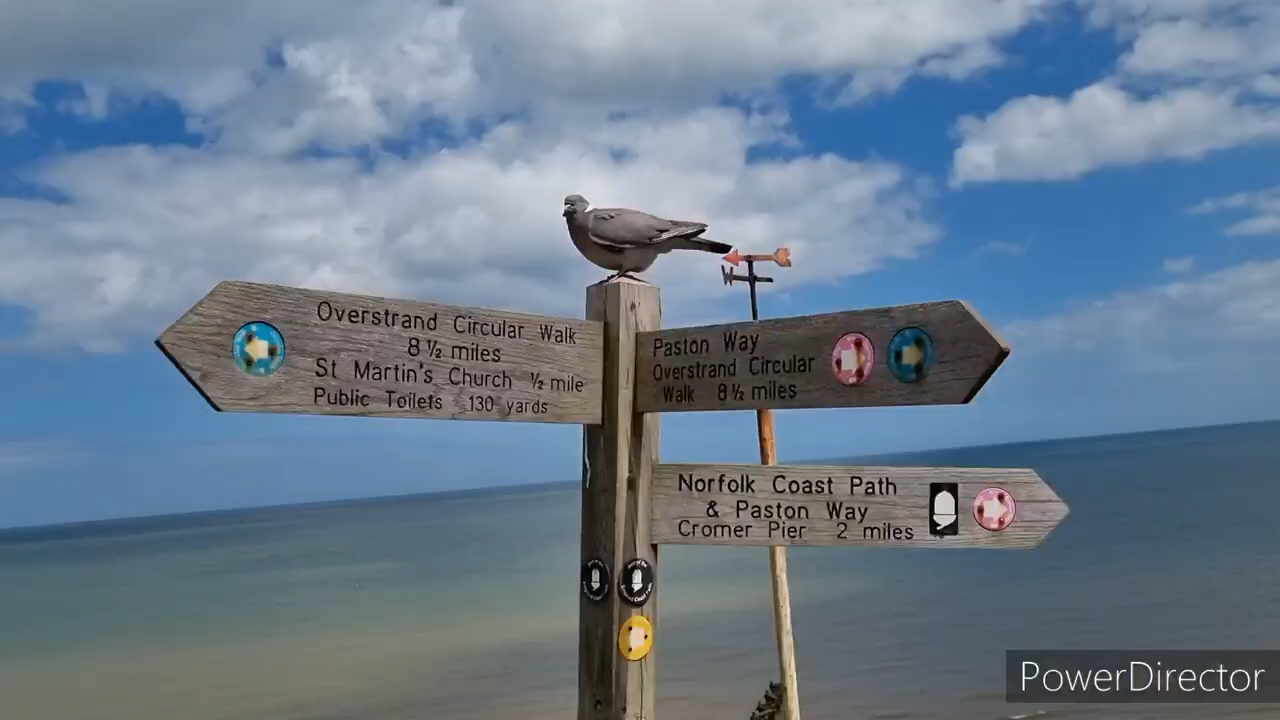 Overstrand Circular Walk
8 ½ miles
St Martin's Church ½ mile
Public Toilets 130 yards
Paston Way
Overstrand Circular
Walk 8 ½ miles
Norfolk Coast Path
& Paston Way
Cromer Pier 2 miles
W
PowerDirector